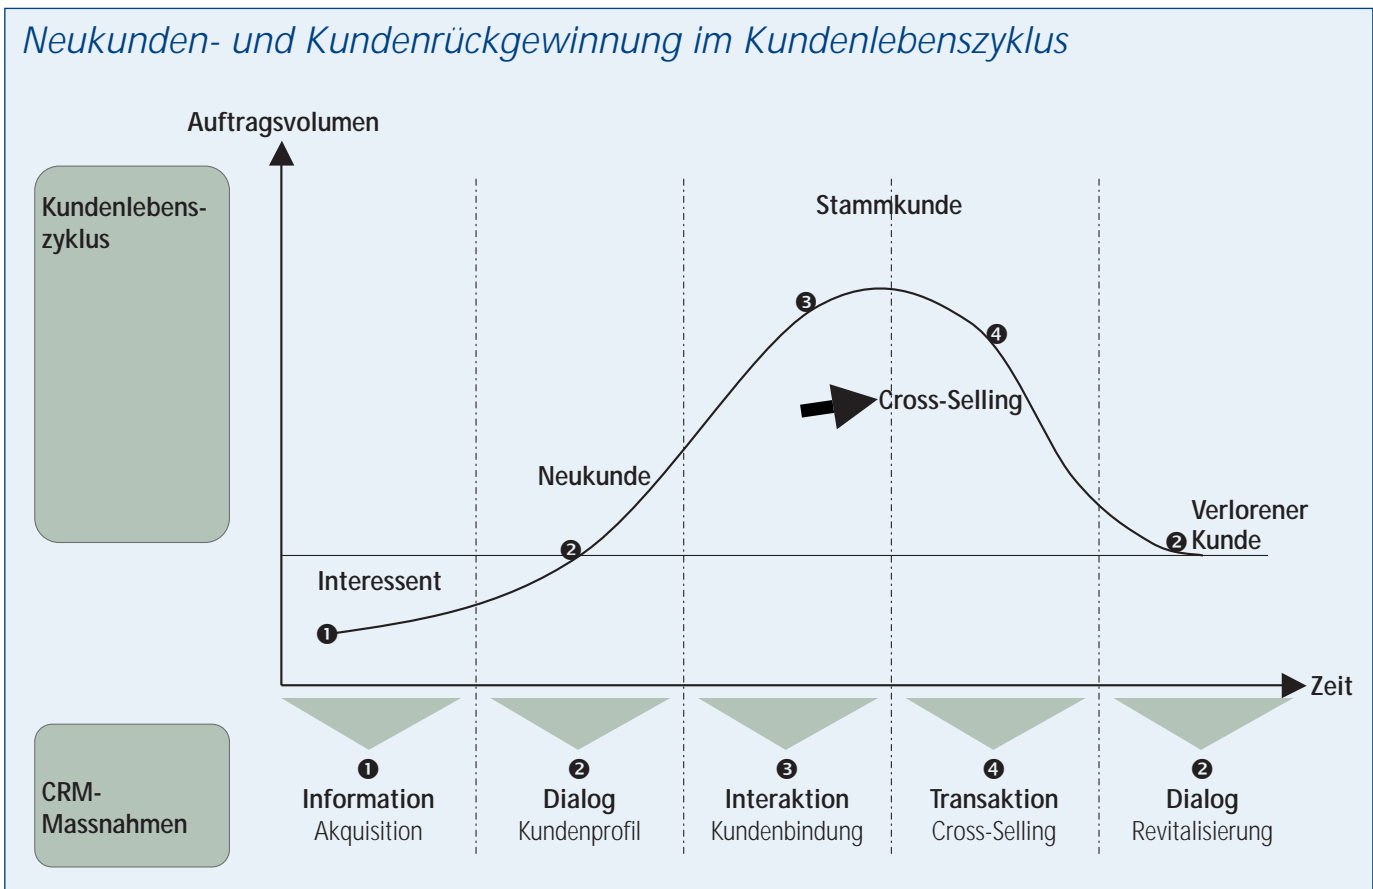 Neukunden- und Kundenrückgewinnung im Kundenlebenszyklus
Auftragsvolumen
Kundenlebens-
zyklus
Stammkunde
❸
❹
Cross-Selling
Neukunde
Verlorener
❷ Kunde
❷
Interessent
❶
Zeit
❶
Information
Akquisition
❷
Dialog
Kundenprofil
❸
Interaktion
Kundenbindung
❹
Transaktion
Cross-Selling
❷
Dialog
Revitalisierung
CRM-
Massnahmen